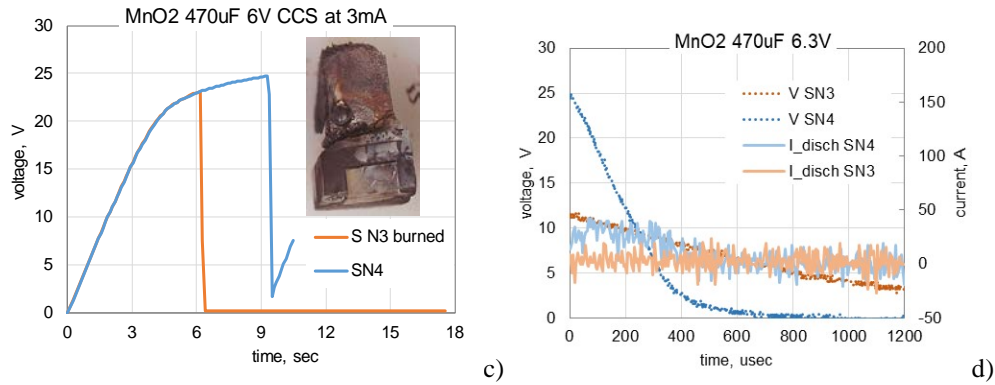 MnO2 470uF 6V CCS at 3mA
30
25
20
15
10
5
0
voltage, V
0 3 6 9 12 15 18
time, sec
S N3 burned
SN4
c)
MnO2 470uF 6.3V
30
25
20
15
10
5
0
voltage, V
200
150
100
50
0
-50
current, A
V SN3
V SN4
I_disch SN4
I_disch SN3
0 200 400 600 800 1000 1200
time, usec
d)